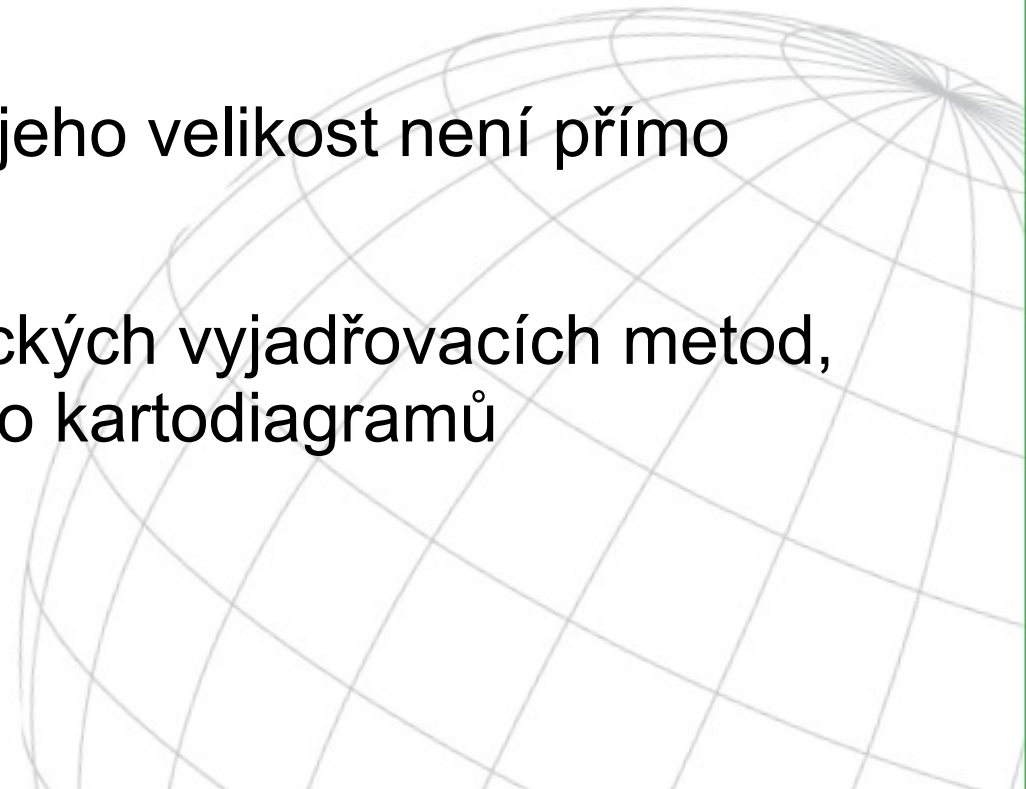 jeho velikost není přímo
ckých vyjadřovacích metod,
o kartodiagramů